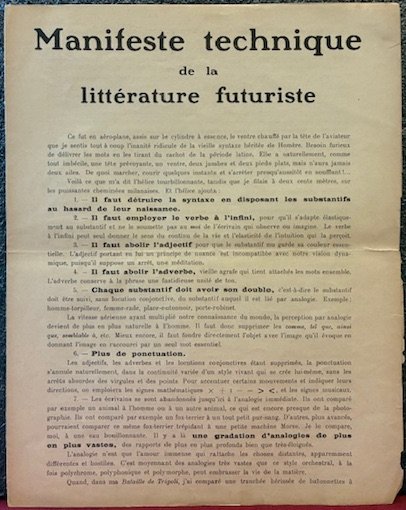 Manifeste technique
de la
littérature futuriste
Ce fut en aéroplane, assis sur le cylindre à essence, le ventre chauffé par la tête de l'aviateur
que je sentis tout à coup l'inanité ridicule de la vieille syntaxe héritée de Homère. Besoin furieux
de délivrer les mots en les tirant du cachot de la période latine. Elle a naturellement, comme
tout imbécile, une tête prévoyante, un ventre, deux jambes et deux pieds plats, mais n'aura jamais
deux ailes. De quoi marcher, courir quelques instants et s'arrêter presqu'aussitôt en soufflant!...
Voilà ce que m'a dit l'hélice tourbillonnante, tandis que je filais à deux cents mètres, sur
les puissantes cheminées milanaises. Et l'hélice ajouta :
1. — Il faut détruire la syntaxe en disposant les substantifs
au hasard de leur naissance.
2. — Il faut employer le verbe à l'infini, pour qu'il s'adapte élastique-
ment au substantif et ne le soumette pas au moi de l'écrivain qui observe ou imagine. Le verbe
à l'infini peut seul donner le sens du continu de la vie et l'élasticité de l'intuition qui la perçoit.
3. — Il faut abolir l'adjectif pour que le substantif nu garde sa couleur essen-
tielle. L'adjectif portant en lui un principe de nuance est incompatible avec notre vision dyna-
mique, puisqu'il suppose un arrêt, une méditation.
4. — Il faut abolir l'adverbe, vieille agrafe qui tient attachés les mots ensemble.
L'adverbe conserve à la phrase une fastidieuse unité de ton.
5. — Chaque substantif doit avoir son double, c'est-à-dire le substantif
doit être suivi, sans locution conjonctive, du substantif auquel il est lié par analogie. Exemple :
homme-torpilleur, femme-rade, place-entonnoir, porte-robinet.
La vitesse aérienne ayant multiplié notre connaissance du monde, la perception par analogie
devient de plus en plus naturelle à l'homme. Il faut donc supprimer les comme, tel que, ainsi
que, semblable à, etc. Mieux encore, il faut fondre directement l'objet avec l'image qu'il évoque en
donnant l'image en raccourci par un seul mot essentiel.
6. — Plus de ponctuation.
Les adjectifs, les adverbes et les locutions conjonctives étant supprimés, la ponctuation
s'annule naturellement, dans la continuité variée d'un style vivant qui se crée lui-même, sans les
arrêts absurdes des virgules et des points. Pour accentuer certains mouvements et indiquer leurs
directions, on emploiera les signes mathématiques × + : — = > <, et les signes musicaux.
7. — Les écrivains se sont abandonnés jusqu'ici à l'analogie immédiate. Ils ont comparé
par exemple un animal à l'homme ou à un autre animal, ce qui est encore presque de la photo-
graphie. Ils ont comparé par exemple un fox-terrier à un tout petit pur-sang. D'autres, plus avancés,
pourraient comparer ce même fox-terrier trépidant à une petite machine Morse. Je le compare,
moi, à une eau bouillonnante. Il y a là une gradation d'analogies de plus
en plus vastes, des rapports de plus en plus profonds bien que très-éloignés.
L'analogie n'est que l'amour immense qui rattache les choses distantes, apparemment
différentes et hostiles. C'est moyennant des analogies très vastes que ce style orchestral, à la
fois polychrome, polyphonique et polymorphe, peut embrasser la vie de la matière.
Quand, dans ma Bataille de Tripoli, j'ai comparé une tranchée hérissée de baïonnettes à